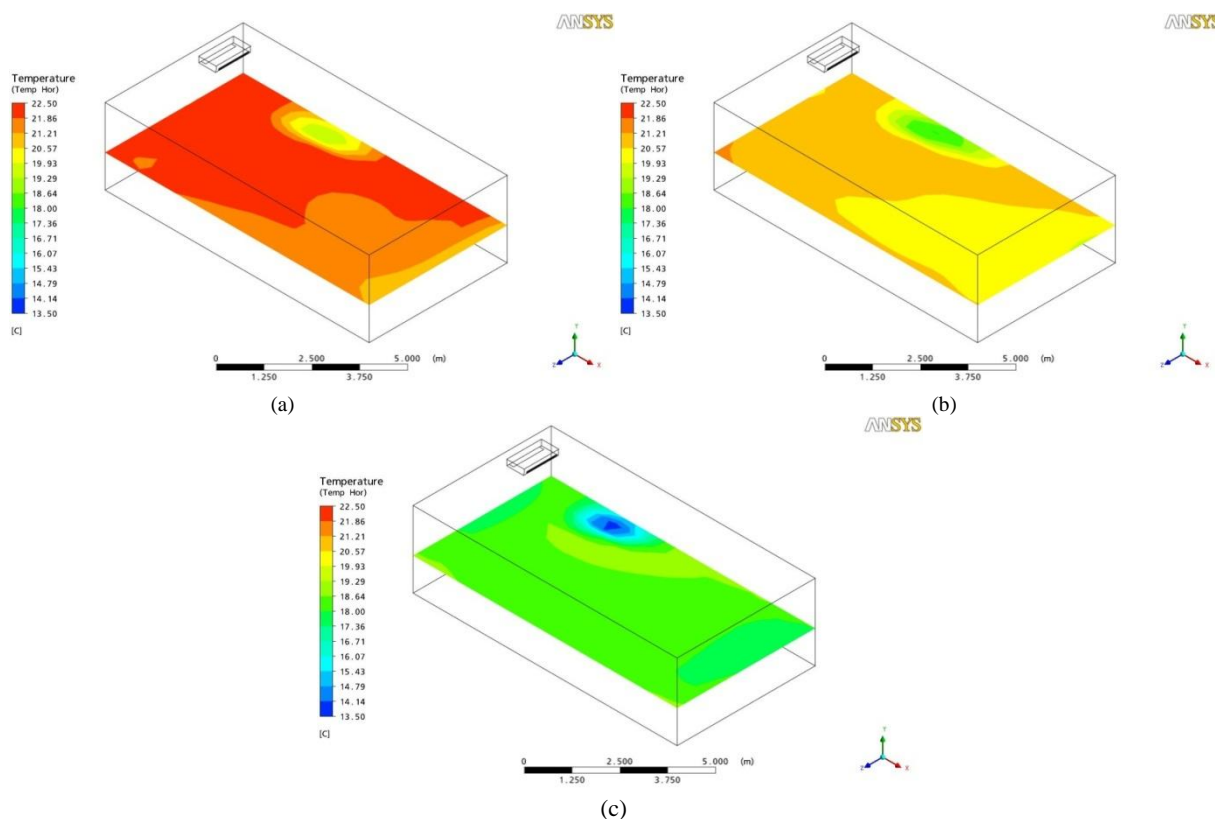 ANSYS
Temperature
(Temp Hor)
22.50
21.86
21.21
20.57
19.93
19.29
18.64
18.00
17.36
16.71
16.07
15.43
14.79
14.14
13.50
[C]
0 2.500 5.000 (m)
1.250 3.750
Y
Z X
(a)
ANSYS
Temperature
(Temp Hor)
22.50
21.86
21.21
20.57
19.93
19.29
18.64
18.00
17.36
16.71
16.07
15.43
14.79
14.14
13.50
[C]
0 2.500 5.000 (m)
1.250 3.750
Y
Z X
(b)
ANSYS
Temperature
(Temp Hor)
22.50
21.86
21.21
20.57
19.93
19.29
18.64
18.00
17.36
16.71
16.07
15.43
14.79
14.14
13.50
[C]
0 2.500 5.000 (m)
1.250 3.750
Y
Z X
(c)